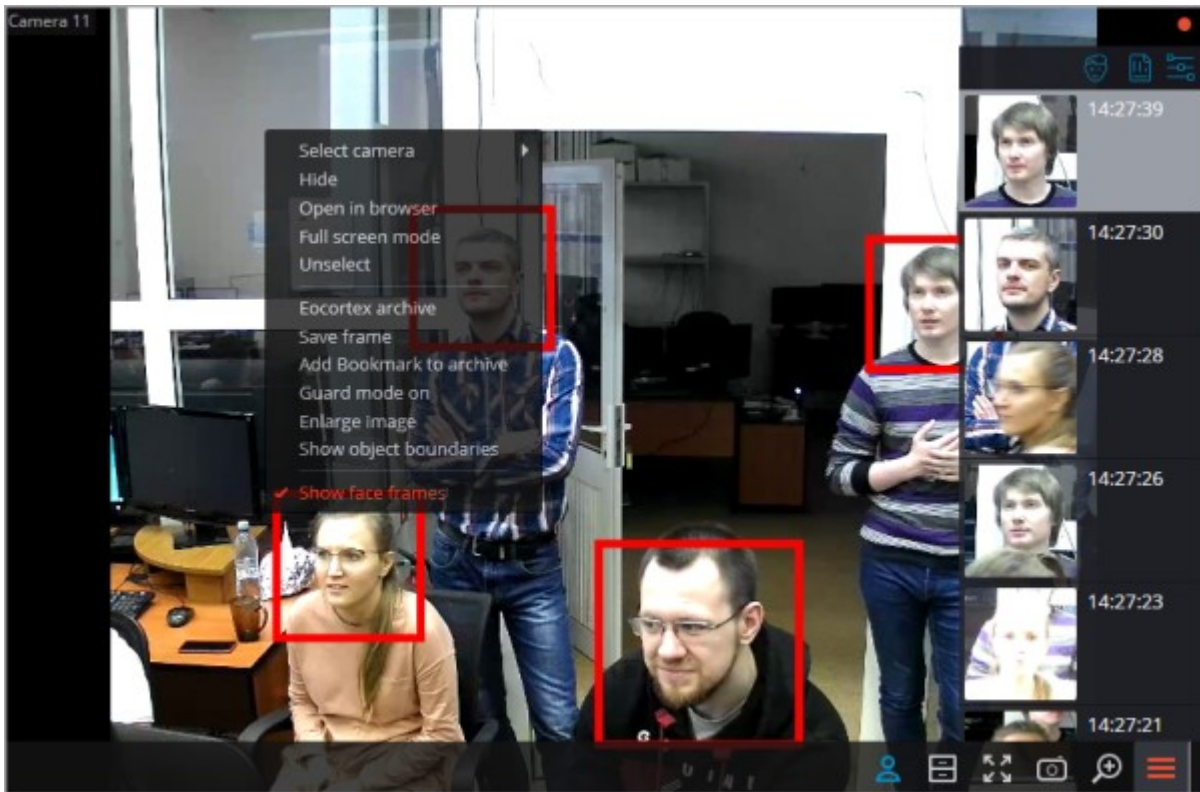 Camera 11
Select camera
Hide
Open in browser
Full screen mode
Unselect
Eocortex archive
Save frame
Add Bookmark to archive
Guard mode on
Enlarge image
Show object boundaries
Show face frames
14:27:39
14:27:30
14:27:28
14:27:26
14:27:23
14:27:21